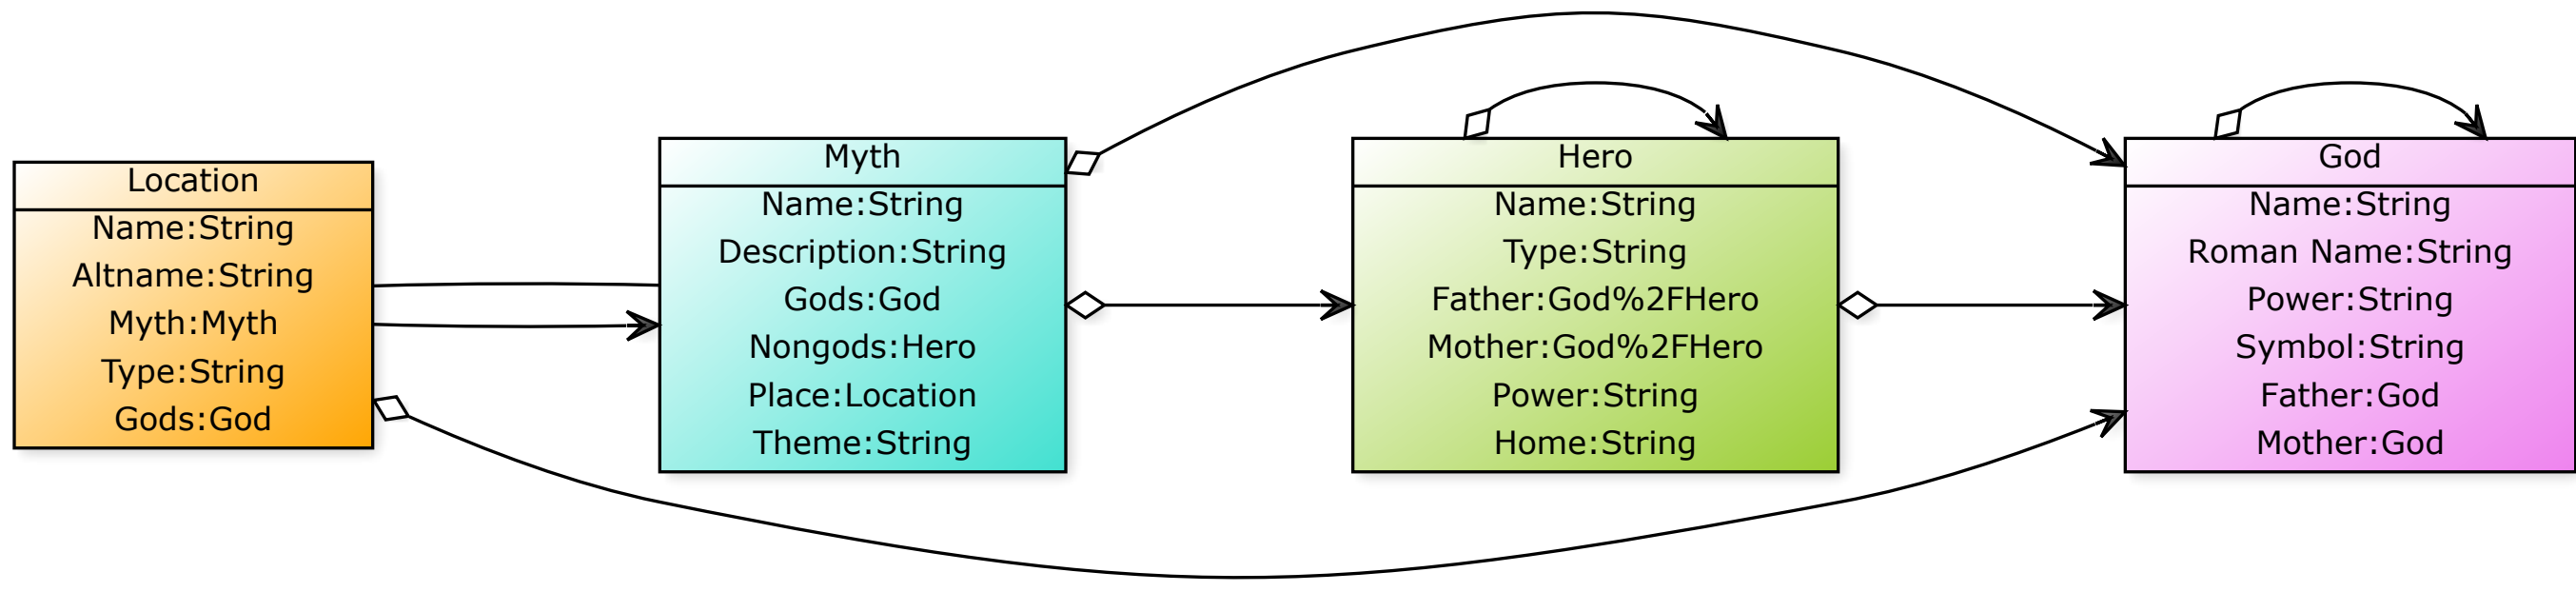 Location
Name:String
Altname:String
Myth:Myth
Type:String
Gods:God
Myth
Name:String
Description:String
Gods:God
Nongods:Hero
Place:Location
Theme:String
Hero
Name:String
Type:String
Father:God%2FHero
Mother:God%2FHero
Power:String
Home:String
God
Name:String
Roman Name:String
Power:String
Symbol:String
Father:God
Mother:God